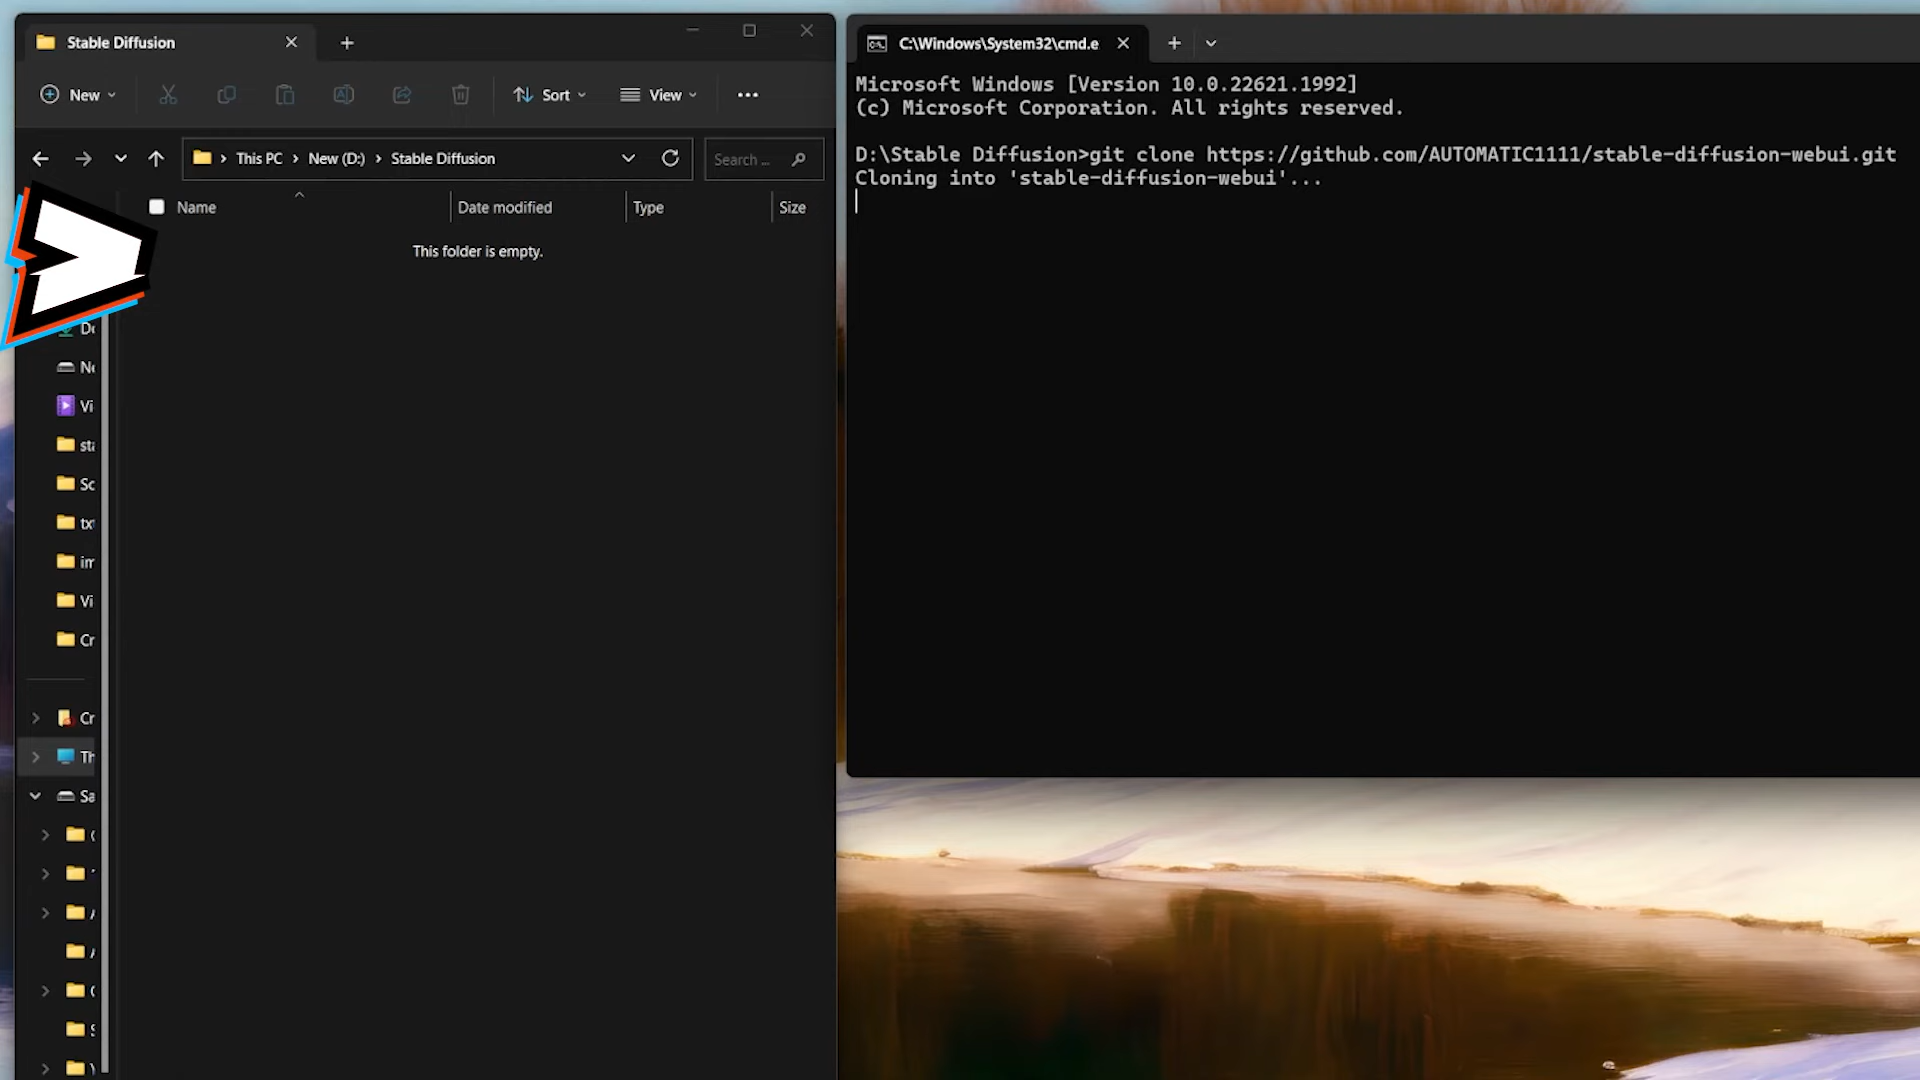 Stable Diffusion
New
Sort
View
This PC > New (D:) > Stable Diffusion
Search ...
Name
Date modified
Type
Size
This folder is empty.
C:\Windows\System32\cmd.e
Microsoft Windows [Version 10.0.22621.1992]
(c) Microsoft Corporation. All rights reserved.
D:\Stable Diffusion>git clone https://github.com/AUTOMATIC1111/stable-diffusion-webui.git
Cloning into 'stable-diffusion-webui'...